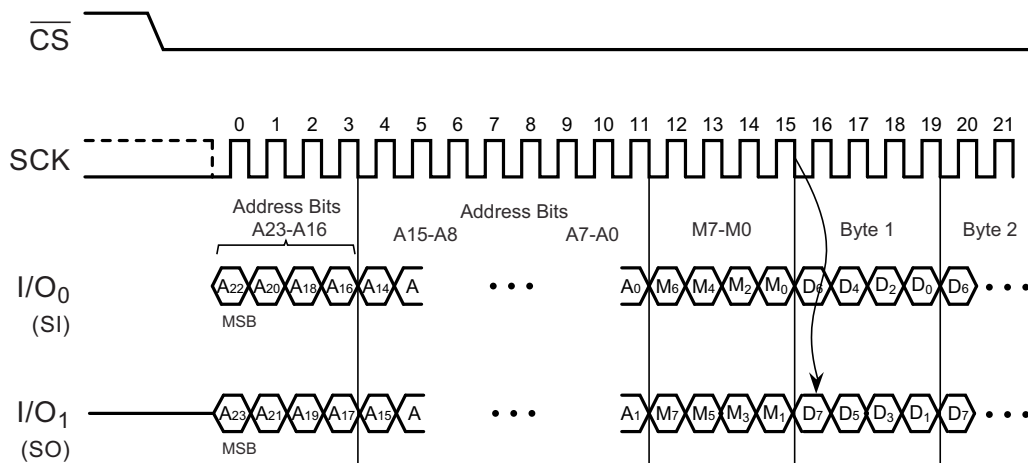 CS
0 1 2 3 4 5 6 7 8 9 10 11 12 13 14 15 16 17 18 19 20 21
SCK
Address Bits
A23-A16
Address Bits
A15-A8
A7-A0
M7-M0
Byte 1
Byte 2
I/O0
(SI)
A22 A20 A18 A16 A14 A • • • A0 M6 M4 M2 M0 D6 D4 D2 D0 D6 • • •
MSB
I/O1
(SO)
A23 A21 A19 A17 A15 A • • • A1 M7 M5 M3 M1 D7 D5 D3 D1 D7 • • •
MSB